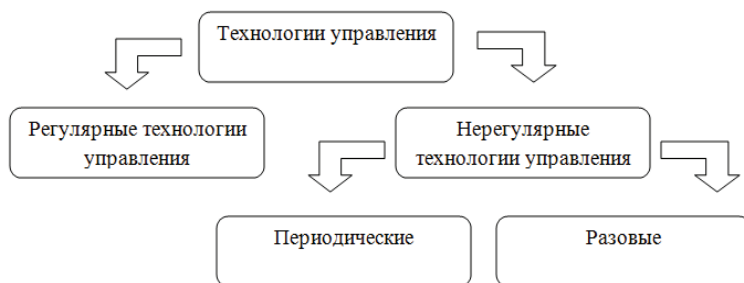 Технологии управления
Регулярные технологии
управления
Нерегулярные
технологии управления
Периодические
Разовые